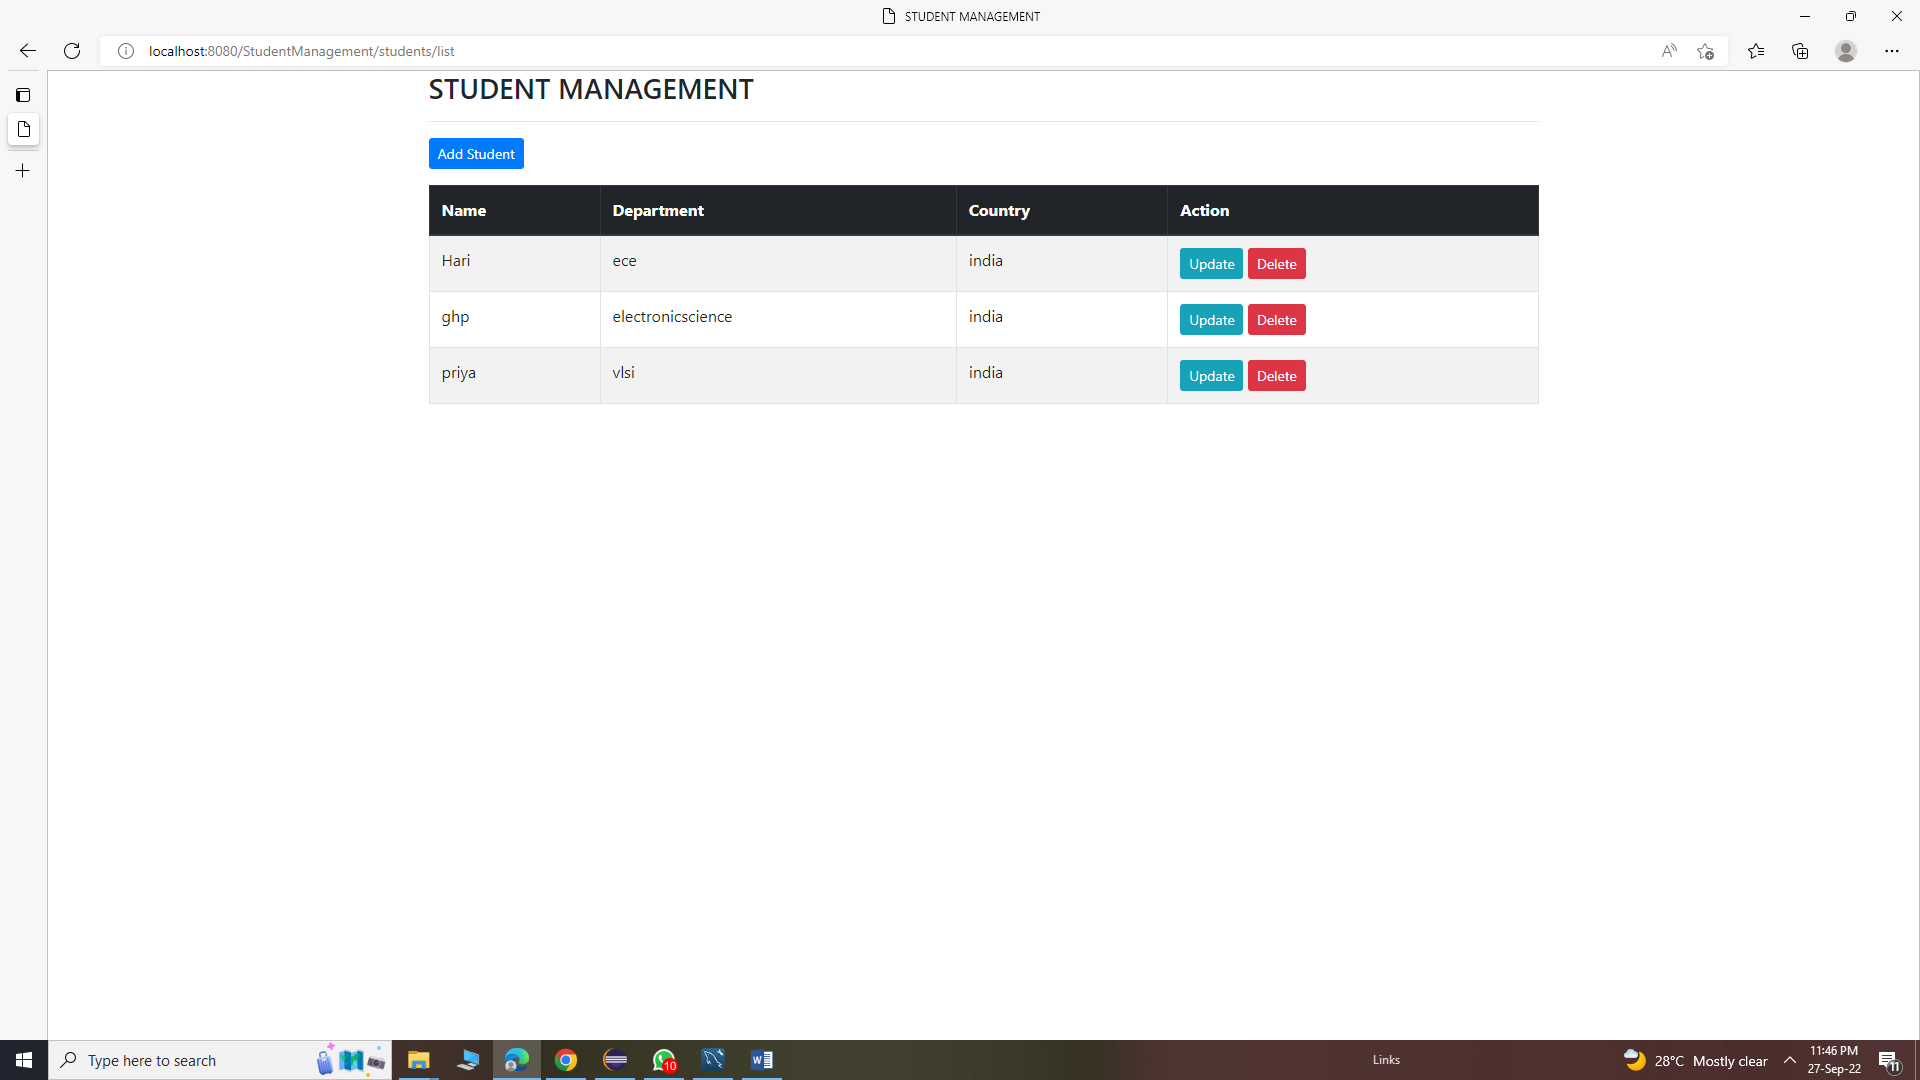 STUDENT MANAGEMENT
localhost:8080/StudentManagement/students/list
STUDENT MANAGEMENT
Add Student
Name Department Country Action
Hari ece india Update Delete
ghp electronicscience india Update Delete
priya vlsi india Update Delete
Type here to search
10
W
Links
28°C Mostly clear
11:46 PM
27-Sep-22
11